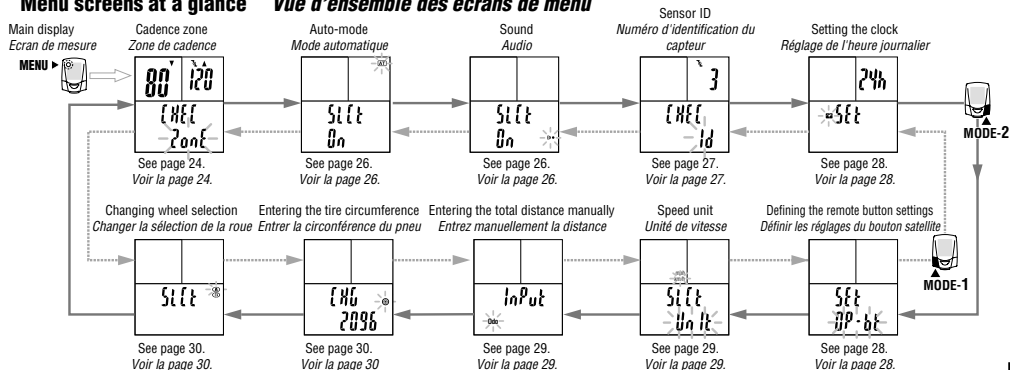 Menu screens at a glance Vue d'ensemble des écrans de menu
Main display
Ecran de mesure
MENU
Cadence zone
Zone de cadence
80 120
CHEC
ZonE
See page 24.
Voir la page 24.
Auto-mode
Mode automatique
SLCt
On
See page 26.
Voir la page 26.
Sound
Audio
SLCt
On
See page 26.
Voir la page 26.
Sensor ID
Numéro d'identification du
capteur
3
CHEC
Id
See page 27.
Voir la page 27.
Setting the clock
Réglage de l'heure journalier
24h
SEt
See page 28.
Voir la page 28.
MODE-2
Changing wheel selection
Changer la sélection de la roue
SLCt
See page 30.
Voir la page 30.
Entering the tire circumference
Entrer la circonférence du pneu
CHG
2096
See page 30.
Voir la page 30
Entering the total distance manually
Entrez manuellement la distance
InPut
Odo
See page 29.
Voir la page 29.
Speed unit
Unité de vitesse
SLCt
UnIt
See page 29.
Voir la page 29.
Defining the remote button settings
Définir les réglages du bouton satellite
SEt
OP-bt
See page 28.
Voir la page 28.
MODE-1